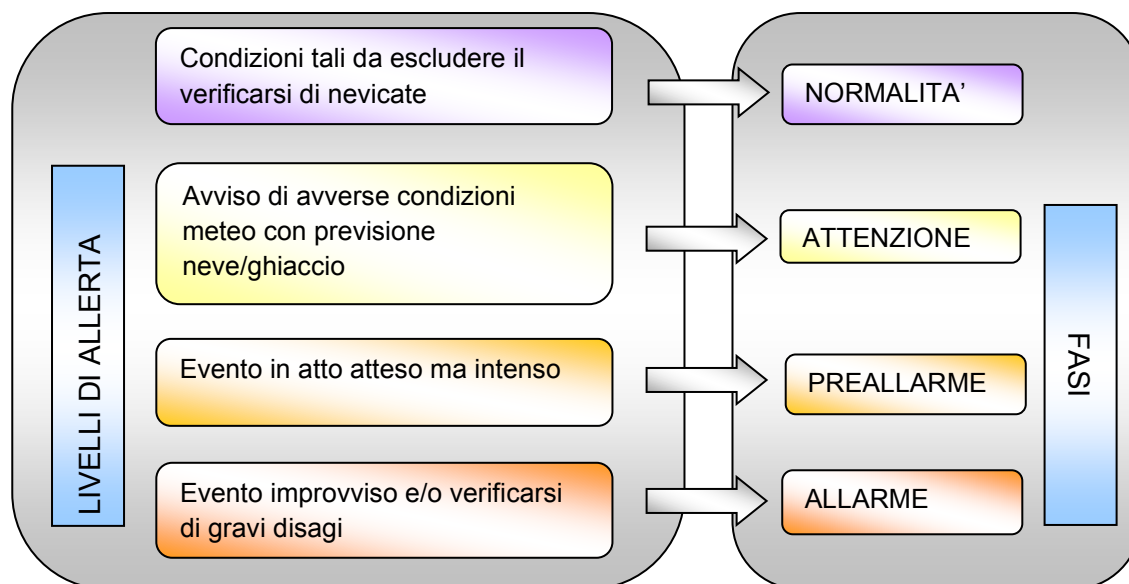 Condizioni tali da escludere il
verificarsi di nevicate
NORMALITA’
LIVELLI DI ALLERTA
Avviso di avverse condizioni
meteo con previsione
neve/ghiaccio
ATTENZIONE
FASI
Evento in atto atteso ma intenso
PREALLARME
Evento improvviso e/o verificarsi
di gravi disagi
ALLARME